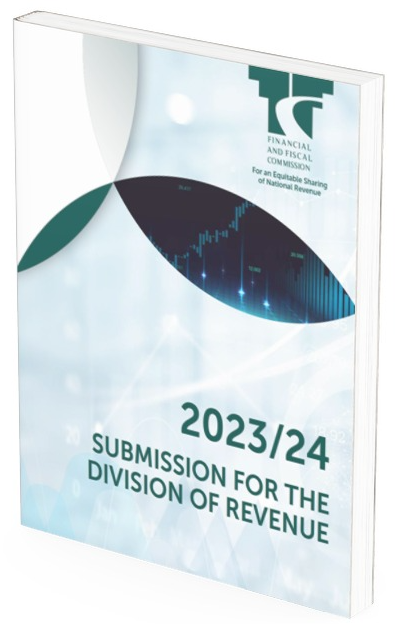 FINANCIAL
AND FISCAL
COMMISSION
For an Equitable Sharing
of National Revenue
2023/24
SUBMISSION FOR THE
DIVISION OF REVENUE